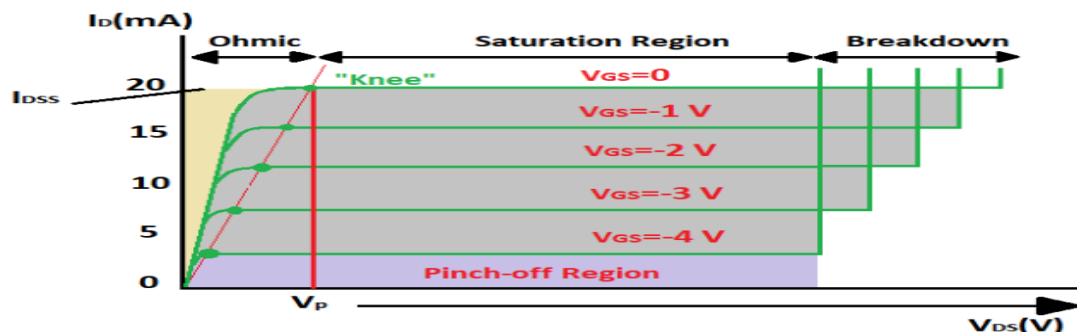 ID(mA)
Ohmic
Saturation Region
Breakdown
IDSS
20
"Knee"
VGS=0
15
VGS=-1 V
VGS=-2 V
10
VGS=-3 V
5
VGS=-4 V
0
Pinch-off Region
VP
VDS(V)